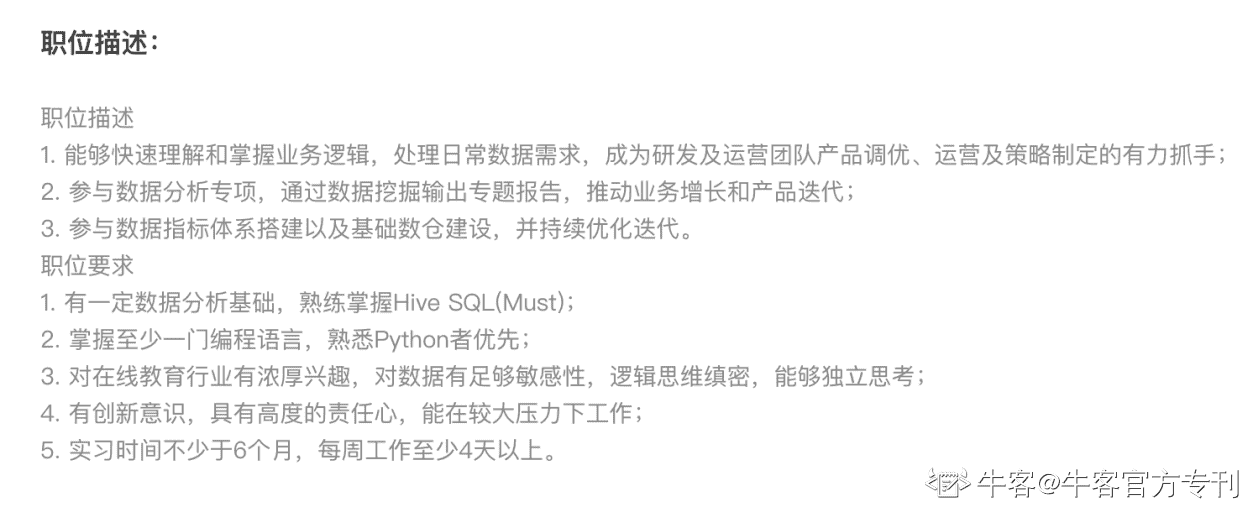 职位描述：
职位描述
1. 能够快速理解和掌握业务逻辑，处理日常数据需求，成为研发及运营团队产品调优、运营及策略制定的有力抓手；
2. 参与数据分析专项，通过数据挖掘输出专题报告，推动业务增长和产品迭代；
3. 参与数据指标体系搭建以及基础数仓建设，并持续优化迭代。
职位要求
1. 有一定数据分析基础，熟练掌握Hive SQL(Must)；
2. 掌握至少一门编程语言，熟悉Python者优先；
3. 对在线教育行业有浓厚兴趣，对数据有足够敏感性，逻辑思维缜密，能够独立思考；
4. 有创新意识，具有高度的责任心，能在较大压力下工作；
5. 实习时间不少于6个月，每周工作至少4天以上。
牛客@牛客官方专刊